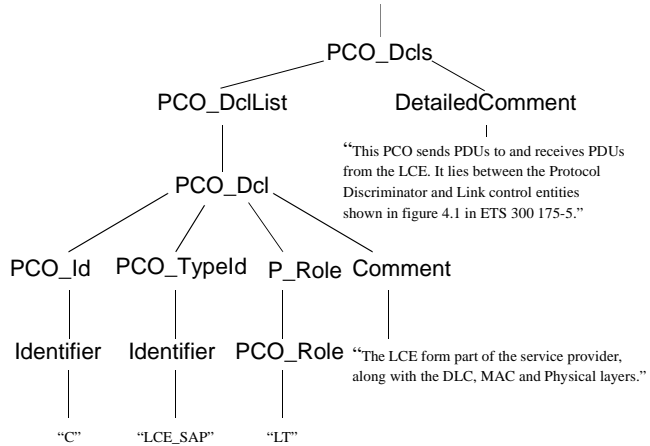 PCO_Dcls
PCO_DclList
DetailedComment
“This PCO sends PDUs to and receives PDUs
from the LCE. It lies between the Protocol
Discriminator and Link control entities
shown in figure 4.1 in ETS 300 175-5.”
PCO_Dcl
PCO_Id
PCO_TypeId
P_Role
Comment
Identifier
Identifier
PCO_Role
“The LCE form part of the service provider,
along with the DLC, MAC and Physical layers.”
“C”
“LCE_SAP”
“LT”